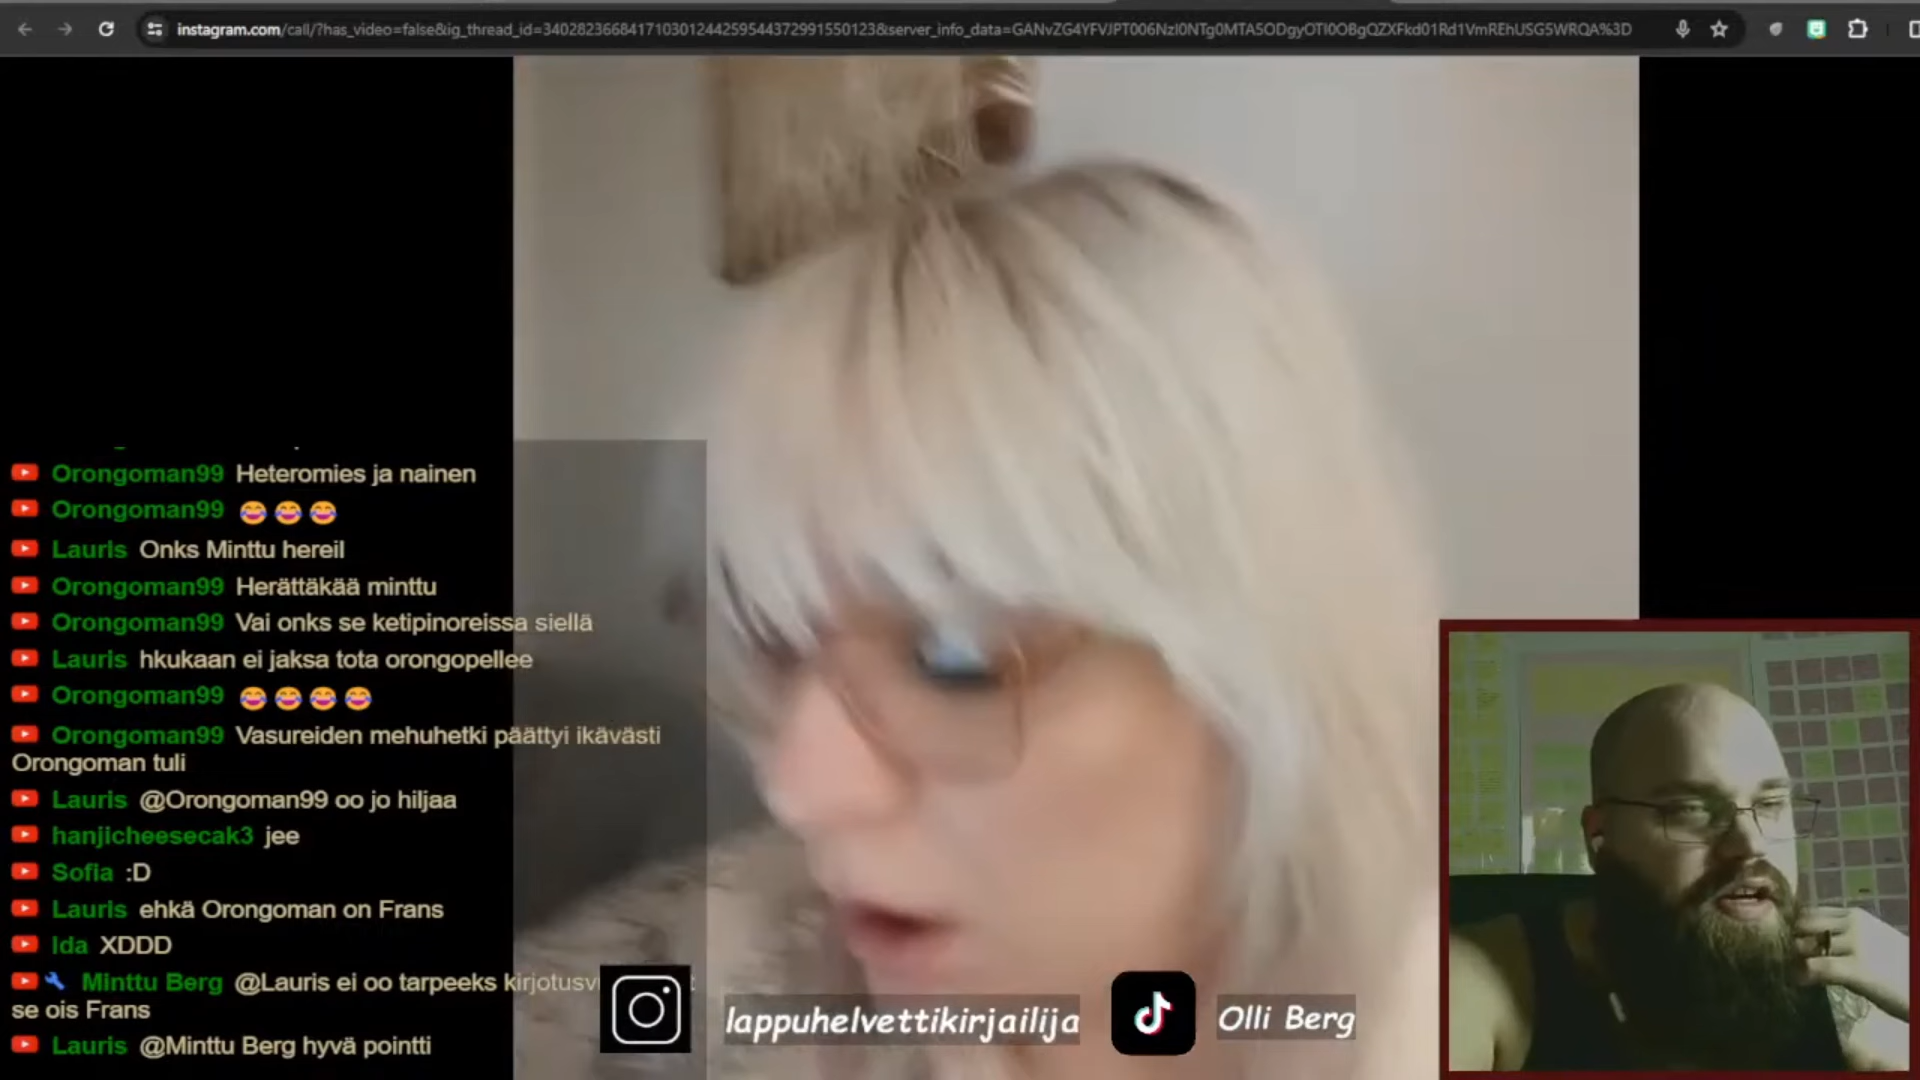 instagram.com/call/?has_video=false&ig_thread_id=340282366841710301244259544372991550123&server_info_data=GANvZG4YFVJPT006NzI0NTg0MTA5ODgyOTI0OBgQZXFkd01Rd1VmREhUSG5WRQA%3D
Orongoman99 Heteromies ja nainen
Orongoman99 😂😂😂
Lauris Onks Minttu hereil
Orongoman99 Herättäkää minttu
Orongoman99 Vai onks se ketipinoreissa siellä
Lauris hkukaan ei jaksa tota orongopellee
Orongoman99 😂😂😂😂
Orongoman99 Vasureiden mehuhetki päättyi ikävästi
Orongoman tuli
Lauris @Orongoman99 oo jo hiljaa
hanjicheesecak3 jee
Sofia :D
Lauris ehkä Orongoman on Frans
Ida XDDD
Minttu Berg @Lauris ei oo tarpeeks
se ois Frans
Lauris @Minttu Berg hyvä pointti
lappuhelvettikirjailija
Olli Berg